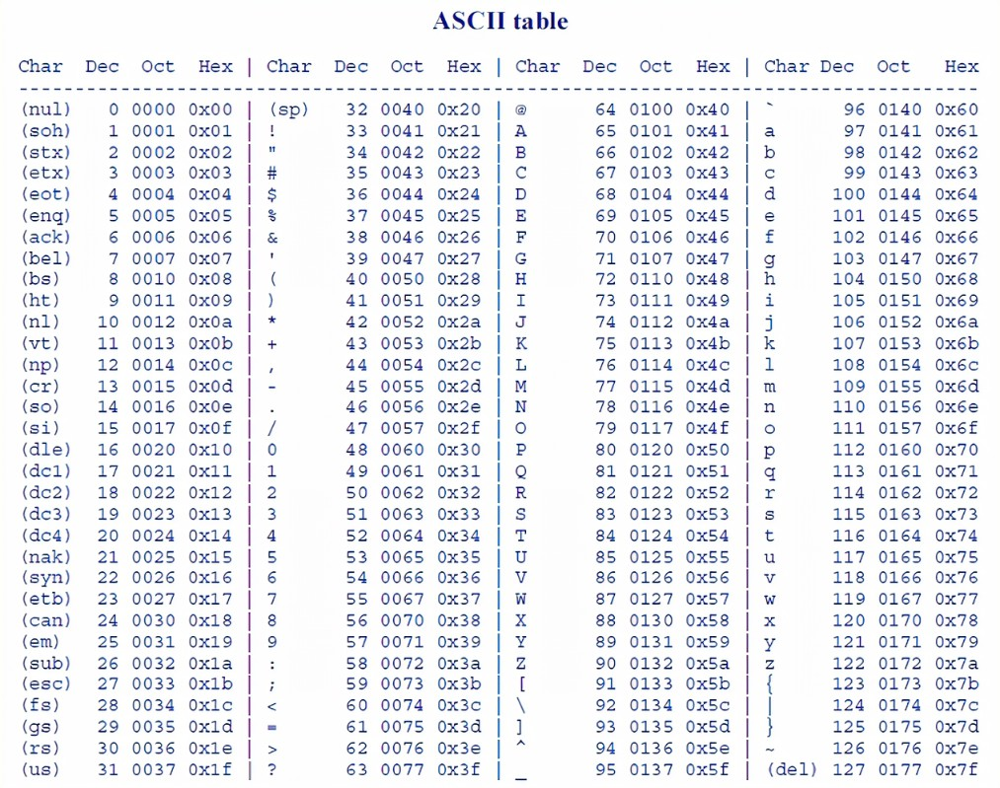 ASCII table
Char  Dec  Oct  Hex | Char  Dec  Oct  Hex | Char  Dec  Oct  Hex | Char Dec  Oct   Hex
---------------------------------------------------------------------------------------
(nul)   0 0000 0x00 | (sp)   32 0040 0x20 | @      64 0100 0x40 | `      96 0140 0x60
(soh)   1 0001 0x01 | !      33 0041 0x21 | A      65 0101 0x41 | a      97 0141 0x61
(stx)   2 0002 0x02 | "      34 0042 0x22 | B      66 0102 0x42 | b      98 0142 0x62
(etx)   3 0003 0x03 | #      35 0043 0x23 | C      67 0103 0x43 | c      99 0143 0x63
(eot)   4 0004 0x04 | $      36 0044 0x24 | D      68 0104 0x44 | d     100 0144 0x64
(enq)   5 0005 0x05 | %      37 0045 0x25 | E      69 0105 0x45 | e     101 0145 0x65
(ack)   6 0006 0x06 | &      38 0046 0x26 | F      70 0106 0x46 | f     102 0146 0x66
(bel)   7 0007 0x07 | '      39 0047 0x27 | G      71 0107 0x47 | g     103 0147 0x67
(bs)    8 0010 0x08 | (      40 0050 0x28 | H      72 0110 0x48 | h     104 0150 0x68
(ht)    9 0011 0x09 | )      41 0051 0x29 | I      73 0111 0x49 | i     105 0151 0x69
(nl)   10 0012 0x0a | *      42 0052 0x2a | J      74 0112 0x4a | j     106 0152 0x6a
(vt)   11 0013 0x0b | +      43 0053 0x2b | K      75 0113 0x4b | k     107 0153 0x6b
(np)   12 0014 0x0c | ,      44 0054 0x2c | L      76 0114 0x4c | l     108 0154 0x6c
(cr)   13 0015 0x0d | -      45 0055 0x2d | M      77 0115 0x4d | m     109 0155 0x6d
(so)   14 0016 0x0e | .      46 0056 0x2e | N      78 0116 0x4e | n     110 0156 0x6e
(si)   15 0017 0x0f | /      47 0057 0x2f | O      79 0117 0x4f | o     111 0157 0x6f
(dle)  16 0020 0x10 | 0      48 0060 0x30 | P      80 0120 0x50 | p     112 0160 0x70
(dc1)  17 0021 0x11 | 1      49 0061 0x31 | Q      81 0121 0x51 | q     113 0161 0x71
(dc2)  18 0022 0x12 | 2      50 0062 0x32 | R      82 0122 0x52 | r     114 0162 0x72
(dc3)  19 0023 0x13 | 3      51 0063 0x33 | S      83 0123 0x53 | s     115 0163 0x73
(dc4)  20 0024 0x14 | 4      52 0064 0x34 | T      84 0124 0x54 | t     116 0164 0x74
(nak)  21 0025 0x15 | 5      53 0065 0x35 | U      85 0125 0x55 | u     117 0165 0x75
(syn)  22 0026 0x16 | 6      54 0066 0x36 | V      86 0126 0x56 | v     118 0166 0x76
(etb)  23 0027 0x17 | 7      55 0067 0x37 | W      87 0127 0x57 | w     119 0167 0x77
(can)  24 0030 0x18 | 8      56 0070 0x38 | X      88 0130 0x58 | x     120 0170 0x78
(em)   25 0031 0x19 | 9      57 0071 0x39 | Y      89 0131 0x59 | y     121 0171 0x79
(sub)  26 0032 0x1a | :      58 0072 0x3a | Z      90 0132 0x5a | z     122 0172 0x7a
(esc)  27 0033 0x1b | ;      59 0073 0x3b | [      91 0133 0x5b | {     123 0173 0x7b
(fs)   28 0034 0x1c | <      60 0074 0x3c | \      92 0134 0x5c | |     124 0174 0x7c
(gs)   29 0035 0x1d | =      61 0075 0x3d | ]      93 0135 0x5d | }     125 0175 0x7d
(rs)   30 0036 0x1e | >      62 0076 0x3e | ^      94 0136 0x5e | ~     126 0176 0x7e
(us)   31 0037 0x1f | ?      63 0077 0x3f | _      95 0137 0x5f | (del) 127 0177 0x7f